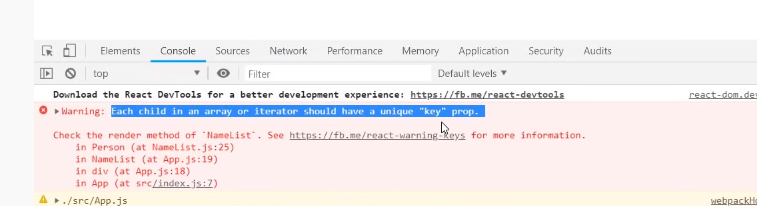 Elements Console Sources Network Performance Memory Application Security Audits
top Filter Default levels
Download the React DevTools for a better development experience: https://fb.me/react-devtools react-dom.dev
Warning: Each child in an array or iterator should have a unique "key" prop.
Check the render method of `NameList`. See https://fb.me/react-warning-keys for more information.
in Person (at NameList.js:25)
in NameList (at App.js:19)
in div (at App.js:18)
in App (at src/index.js:7)
./src/App.js webpackHo